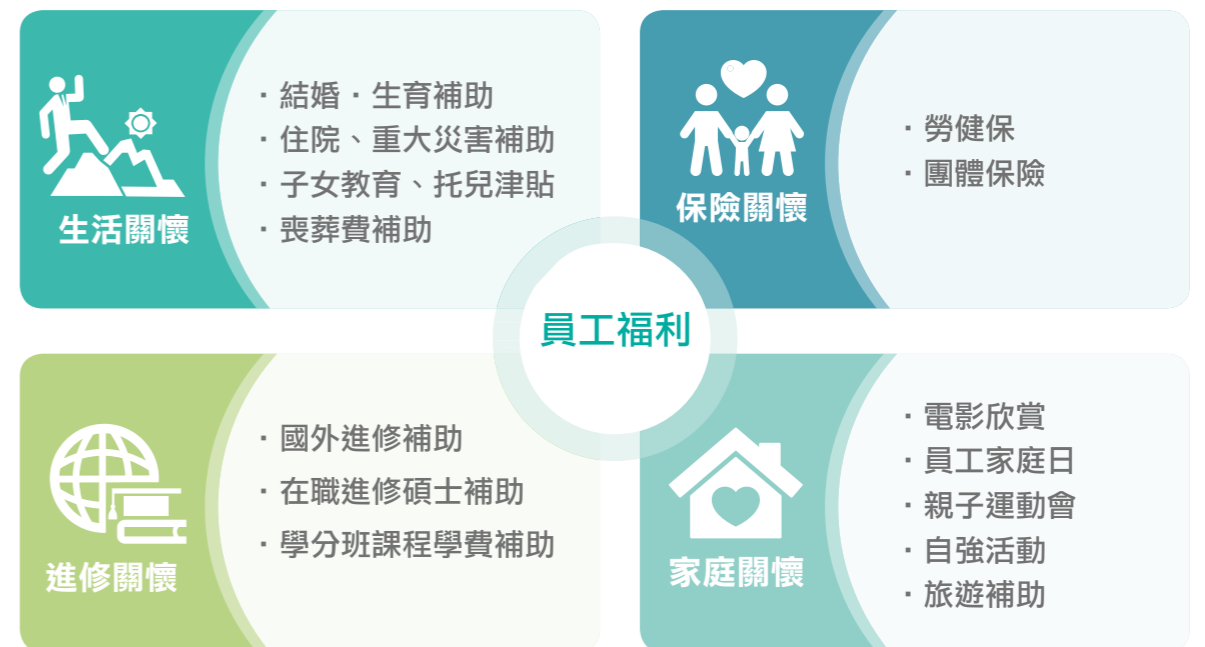 生活關懷
・結婚・生育補助
・住院、重大災害補助
・子女教育、托兒津貼
・喪葬費補助
保險關懷
・勞健保
・團體保險
員工福利
進修關懷
・國外進修補助
・在職進修碩士補助
・學分班課程學費補助
家庭關懷
・電影欣賞
・員工家庭日
・親子運動會
・自強活動
・旅遊補助